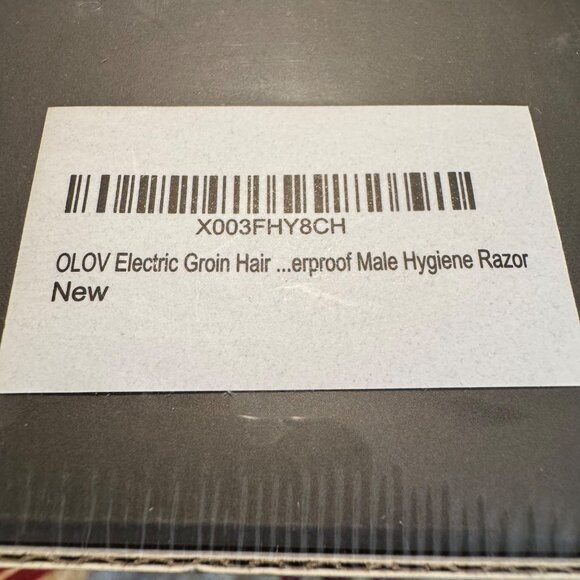 X003FHY8CH
OLOV Electric Groin Hair ...erproof Male Hygiene Razor
New